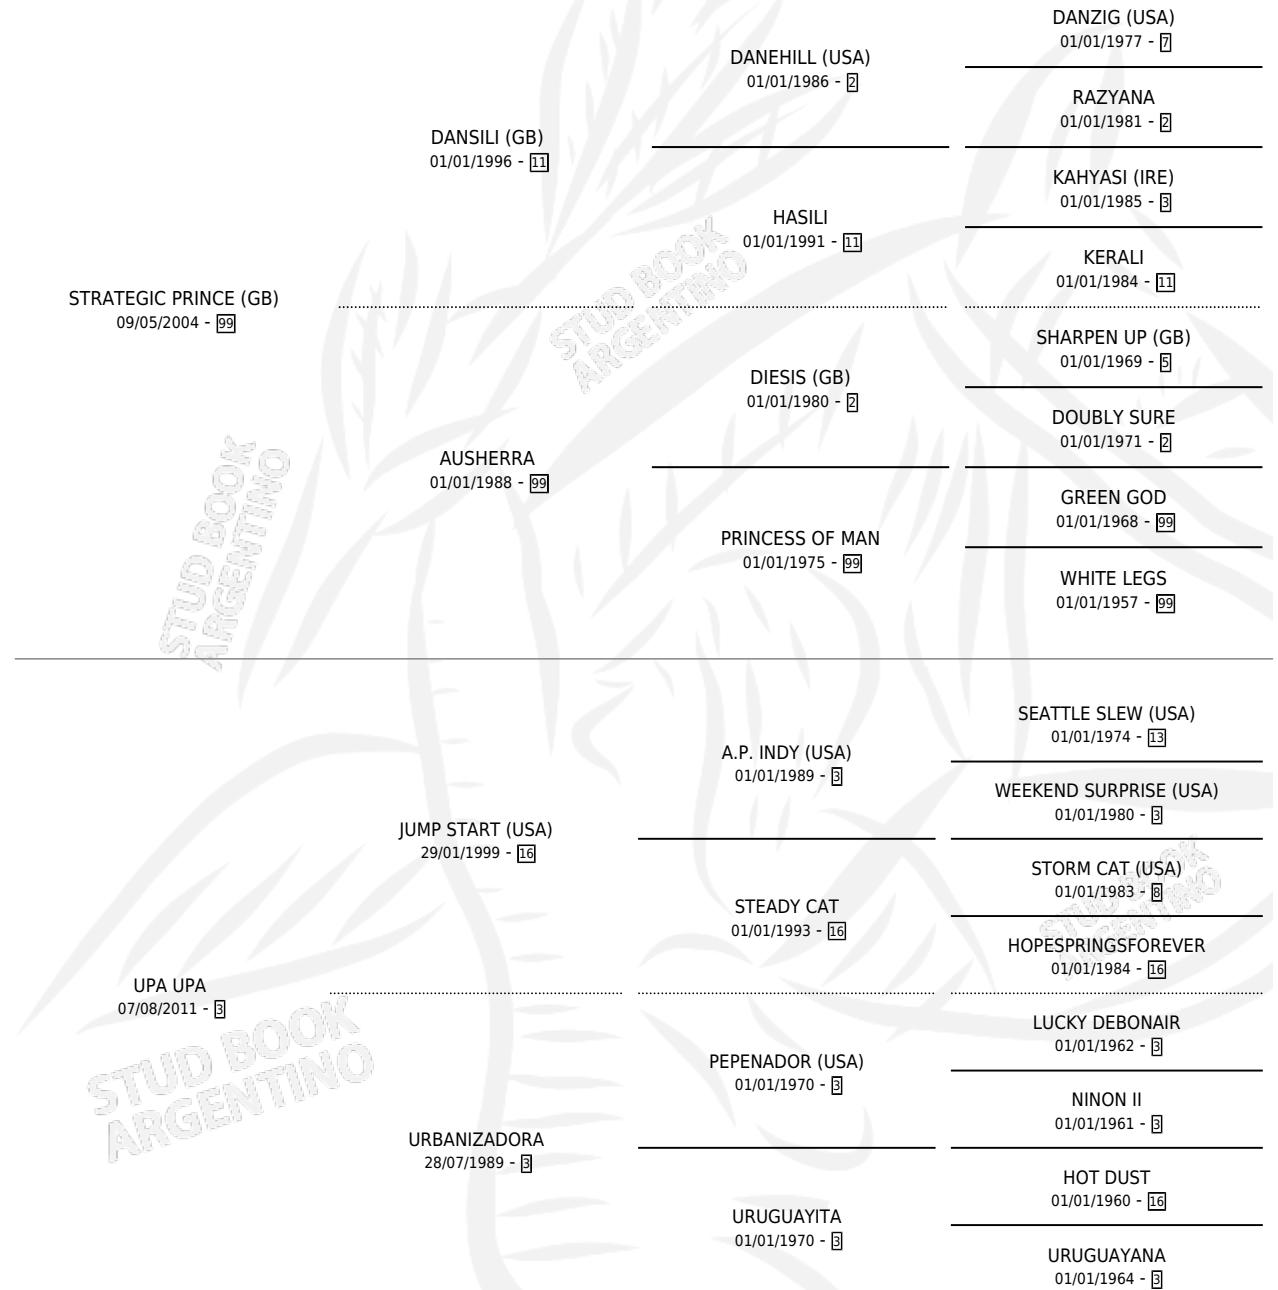 DANZIG (USA)
01/01/1977 - 7
DANEHILL (USA)
01/01/1986 - 2
RAZYANA
01/01/1981 - 2
DANSILI (GB)
01/01/1996 - 11
KAHYASI (IRE)
01/01/1985 - 3
HASILI
01/01/1991 - 11
KERALI
01/01/1984 - 11
STRATEGIC PRINCE (GB)
09/05/2004 - 99
SHARPEN UP (GB)
01/01/1969 - 5
DIESIS (GB)
01/01/1980 - 2
DOUBLY SURE
01/01/1971 - 2
AUSHERRA
01/01/1988 - 99
GREEN GOD
01/01/1968 - 99
PRINCESS OF MAN
01/01/1975 - 99
WHITE LEGS
01/01/1957 - 99
STUD BOOK
ARGENTINO
STUD BOOK
ARGENTINO
SEATTLE SLEW (USA)
01/01/1974 - 13
A.P. INDY (USA)
01/01/1989 - 3
WEEKEND SURPRISE (USA)
01/01/1980 - 3
JUMP START (USA)
29/01/1999 - 16
STORM CAT (USA)
01/01/1983 - 8
STEADY CAT
01/01/1993 - 16
HOPESPRINGSFOREVER
01/01/1984 - 16
UPA UPA
07/08/2011 - 3
LUCKY DEBONAIR
01/01/1962 - 3
PEPENADOR (USA)
01/01/1970 - 3
NINON II
01/01/1961 - 3
URBANIZADORA
28/07/1989 - 3
HOT DUST
01/01/1960 - 16
URUGUAYITA
01/01/1970 - 3
URUGUAYANA
01/01/1964 - 3
STUD BOOK
ARGENTINO
STUD BOOK
ARGENTINO